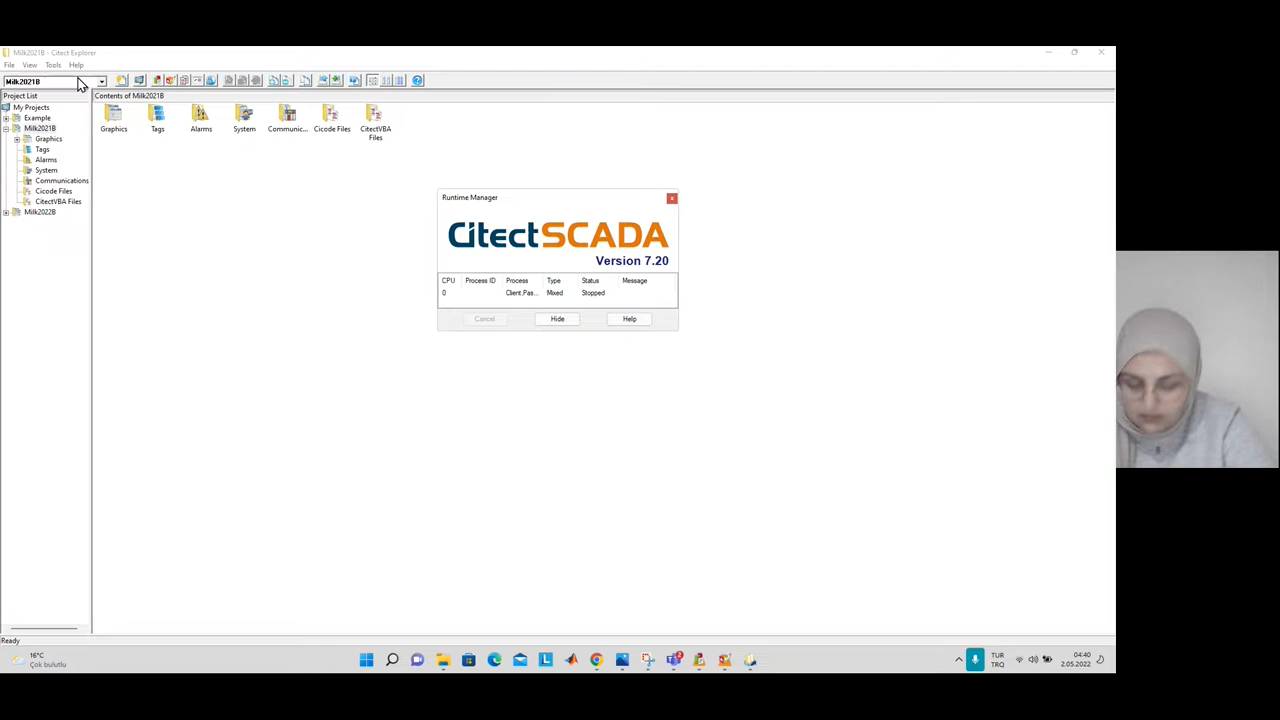 Milk2021B - Citect Explorer
File View Tools Help
Milk2021B
Project List
Contents of Milk2021B
My Projects
Example
Milk2021B
Graphics
Tags
Alarms
System
Communications
Cicode Files
CitectVBA Files
Milk2022B
Graphics Tags Alarms System Communic... Cicode Files CitectVBA
Files
Runtime Manager
CitectSCADA
Version 7.20
CPU Process ID Process Type Status Message
0 Client.Pas... Mixed Stopped
Cancel Hide Help
Ready
16°C
Çok bulutlu
TUR
TRQ
04:40
2.05.2022